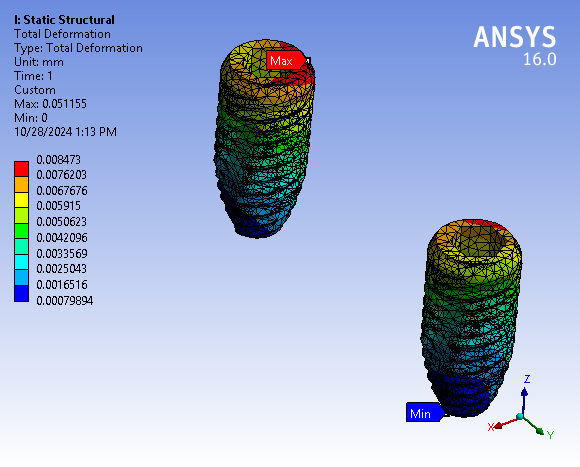 I: Static Structural
Total Deformation
Type: Total Deformation
Unit: mm
Time: 1
Custom
Max: 0.051155
Min: 0
10/28/2024 1:13 PM
ANSYS
16.0
0.008473
0.0076203
0.0067676
0.005915
0.0050623
0.0042096
0.0033569
0.0025043
0.0016516
0.00079894
Max
Min
Z
X
Y